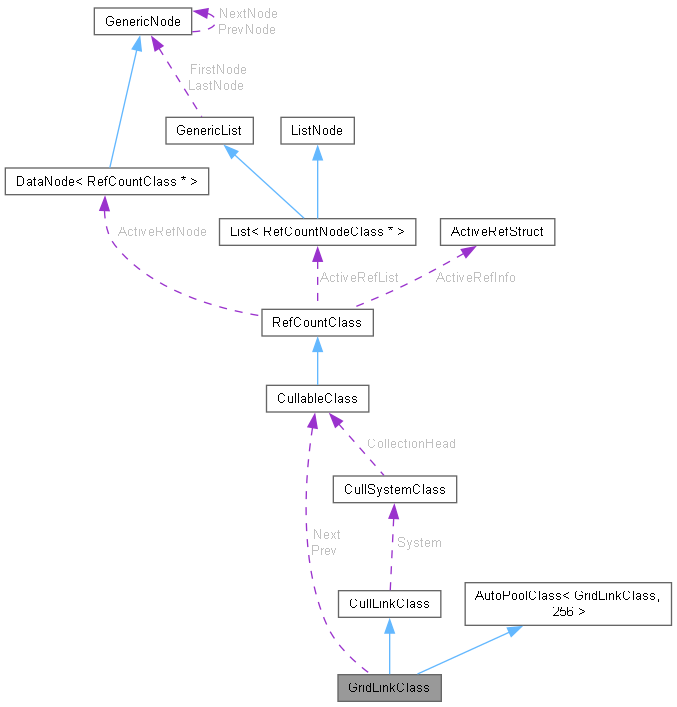 GenericNode
NextNode
PrevNode
FirstNode
LastNode
GenericList
ListNode
DataNode< RefCountClass * >
ActiveRefNode
List< RefCountNodeClass * >
ActiveRefStruct
ActiveRefList
ActiveRefInfo
RefCountClass
CullableClass
CollectionHead
CullSystemClass
Next
Prev
System
CullLinkClass
AutoPoolClass< GridLinkClass,
256 >
GridLinkClass